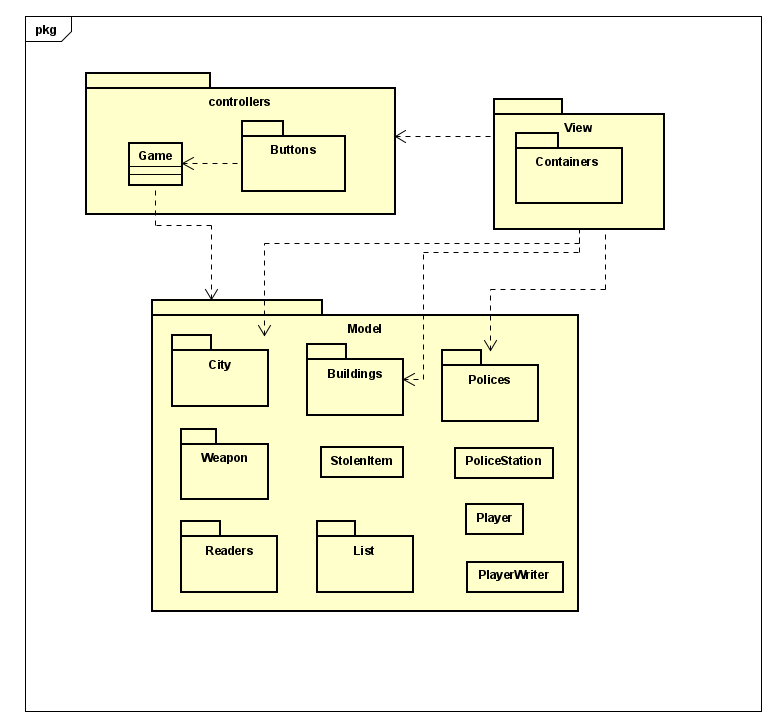 pkg
controllers
Game
Buttons
View
Containers
Model
City
Buildings
Polices
Weapon
StolenItem
PoliceStation
Player
Readers
List
PlayerWriter